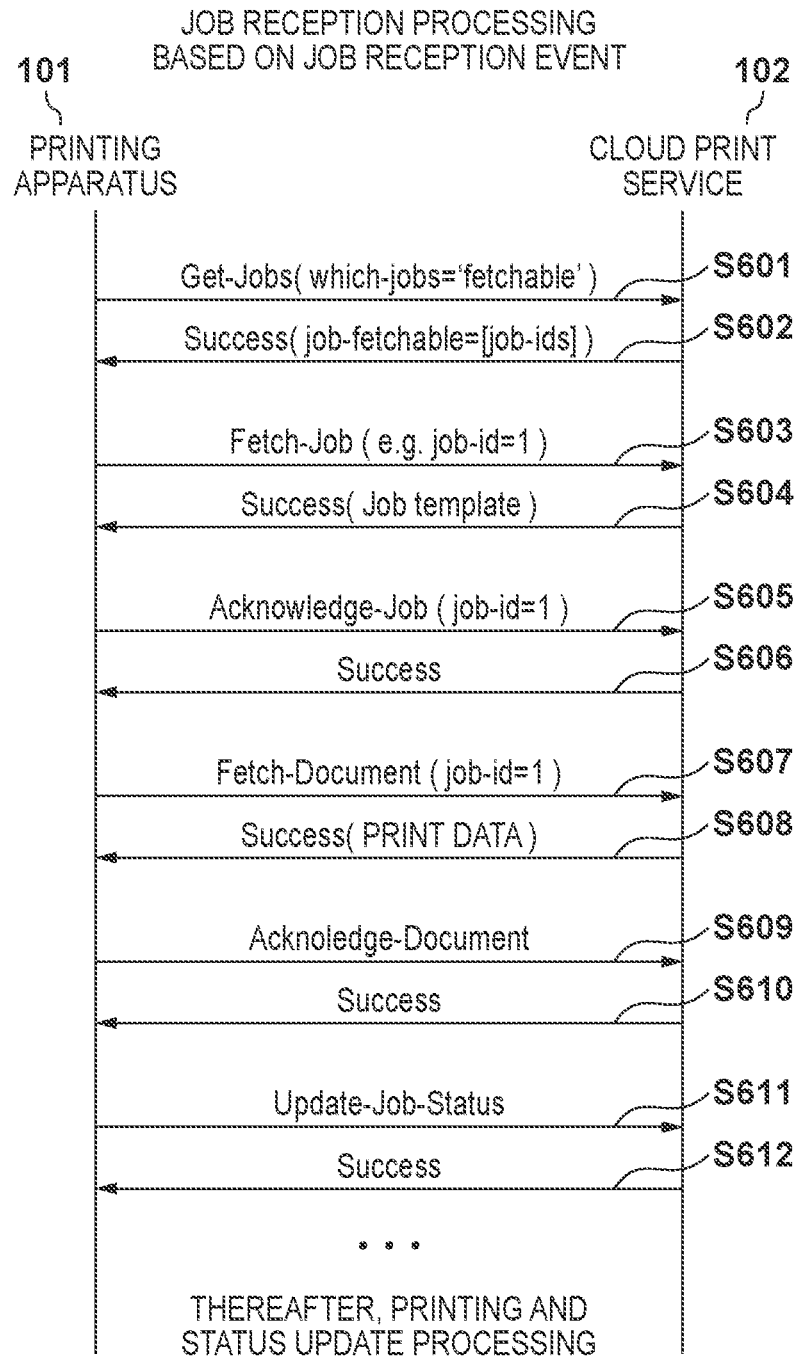 JOB RECEPTION PROCESSING
BASED ON JOB RECEPTION EVENT
101
102
PRINTING
APPARATUS
CLOUD PRINT
SERVICE
Get-Jobs( which-jobs='fetchable' )
S601
Success( job-fetchable=[job-ids] )
S602
Fetch-Job ( e.g. job-id=1 )
S603
Success( Job template )
S604
Acknowledge-Job ( job-id=1 )
S605
Success
S606
Fetch-Document ( job-id=1 )
S607
Success( PRINT DATA )
S608
Acknoledge-Document
S609
Success
S610
Update-Job-Status
S611
Success
S612
...
THEREAFTER, PRINTING AND
STATUS UPDATE PROCESSING